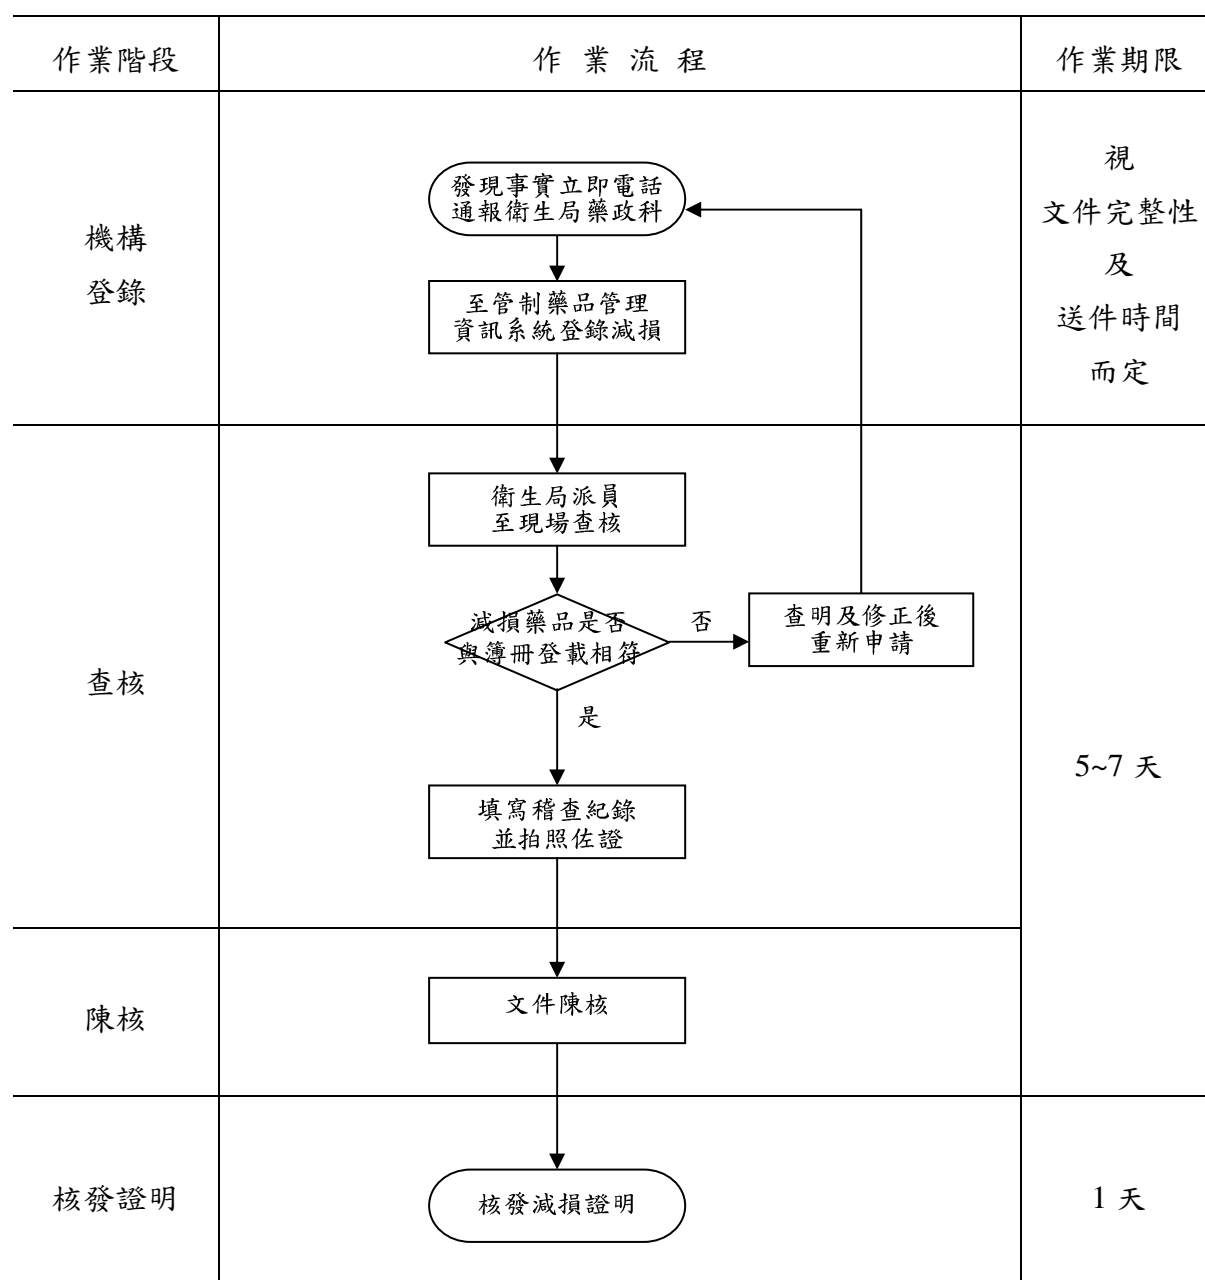 作業階段
作 業 流 程
作業期限
機構
登錄
發現事實立即電話
通報衛生局藥政科
至管制藥品管理
資訊系統登錄減損
視
文件完整性
及
送件時間
而定
查核
衛生局派員
至現場查核
減損藥品是否
與簿冊登載相符
否
查明及修正後
重新申請
是
填寫稽查紀錄
並拍照佐證
5~7 天
陳核
文件陳核
核發證明
核發減損證明
1 天